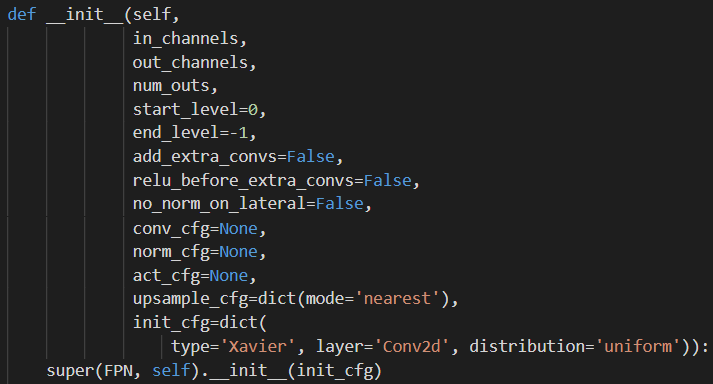 def __init__(self,
in_channels,
out_channels,
num_outs,
start_level=0,
end_level=-1,
add_extra_convs=False,
relu_before_extra_convs=False,
no_norm_on_lateral=False,
conv_cfg=None,
norm_cfg=None,
act_cfg=None,
upsample_cfg=dict(mode='nearest'),
init_cfg=dict(
type='Xavier', layer='Conv2d', distribution='uniform')):
super(FPN, self).__init__(init_cfg)